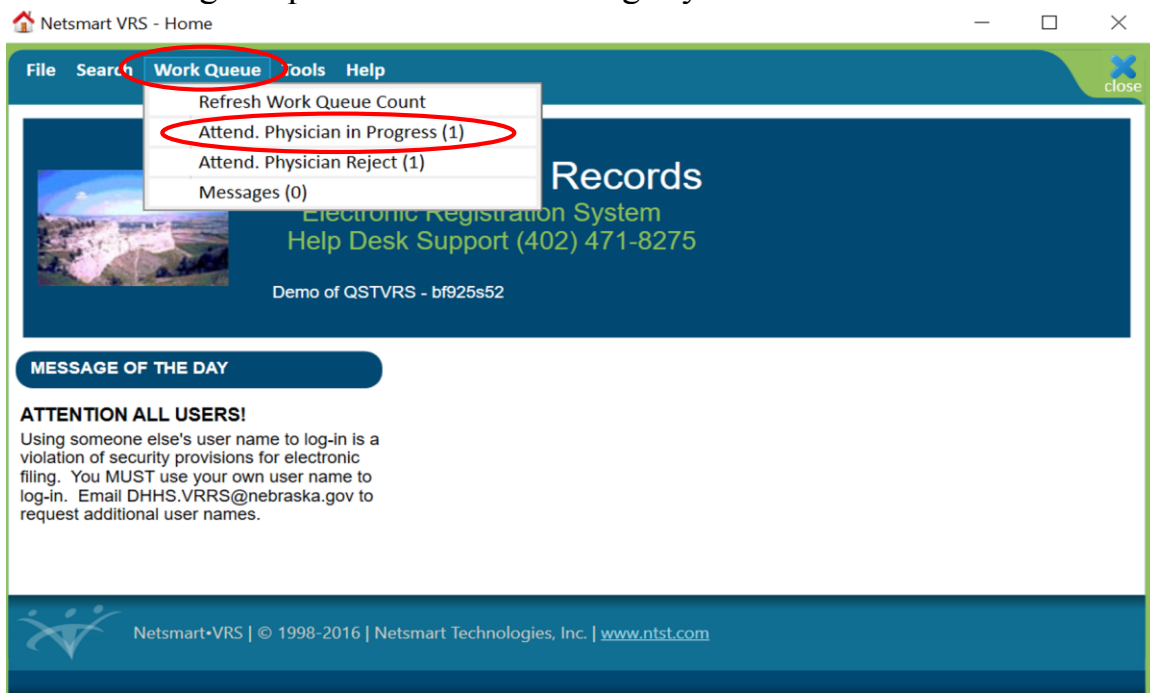 Netsmart VRS - Home
File Search Work Queue Tools Help
close
Refresh Work Queue Count
Attend. Physician in Progress (1)
Attend. Physician Reject (1)
Messages (0)
Records
Electronic Registration System
Help Desk Support (402) 471-8275
Demo of QSTVRS - bf925s52
MESSAGE OF THE DAY
ATTENTION ALL USERS!
Using someone else's user name to log-in is a
violation of security provisions for electronic
filing. You MUST use your own user name to
log-in. Email DHHS.VRRS@nebraska.gov to
request additional user names.
Netsmart•VRS | © 1998-2016 | Netsmart Technologies, Inc. | www.ntst.com